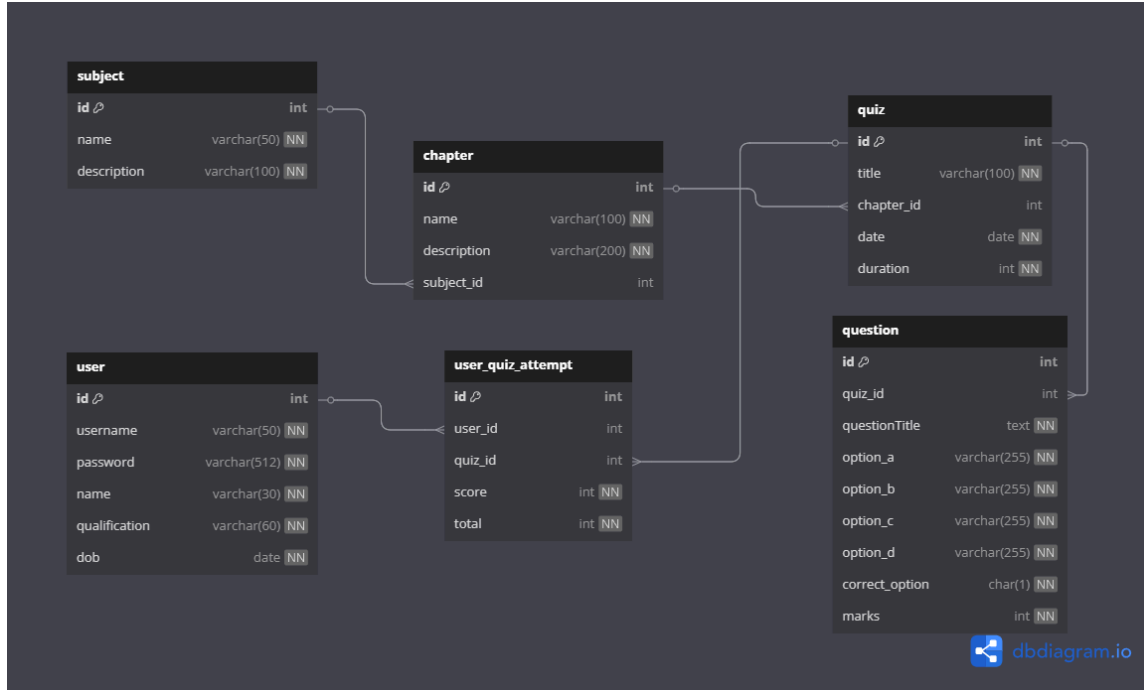 subject
id int
name varchar(50) NN
description varchar(100) NN
chapter
id int
name varchar(100) NN
description varchar(200) NN
subject_id int
quiz
id int
title varchar(100) NN
chapter_id int
date date NN
duration int NN
user
id int
username varchar(50) NN
password varchar(512) NN
name varchar(30) NN
qualification varchar(60) NN
dob date NN
user_quiz_attempt
id int
user_id int
quiz_id int
score int NN
total int NN
question
id int
quiz_id int
questionTitle text NN
option_a varchar(255) NN
option_b varchar(255) NN
option_c varchar(255) NN
option_d varchar(255) NN
correct_option char(1) NN
marks int NN
dbdiagram.io